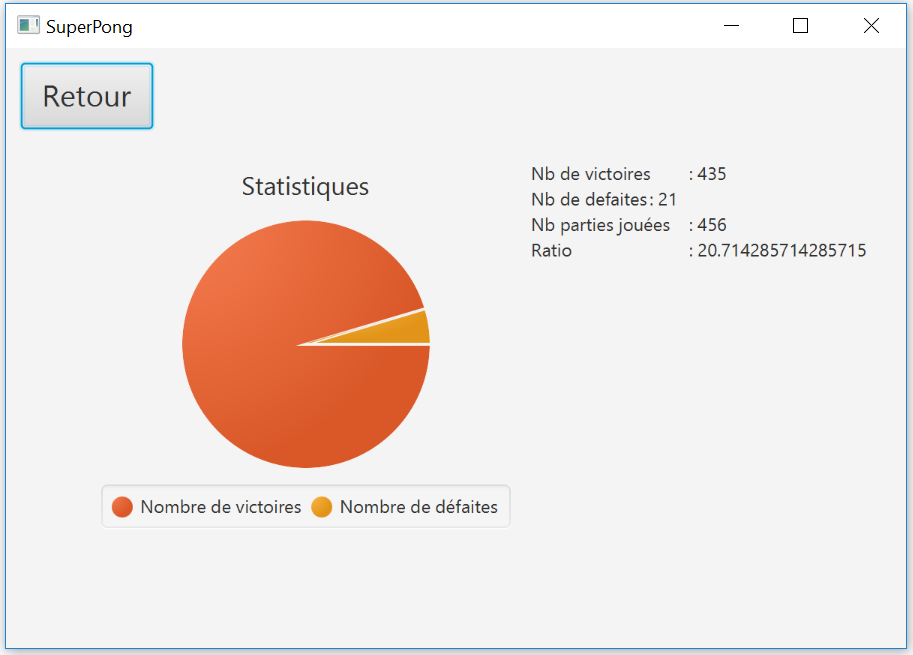 SuperPong
Retour
Statistiques
Nb de victoires : 435
Nb de defaites : 21
Nb parties jouées : 456
Ratio : 20.714285714285715
Nombre de victoires Nombre de défaites